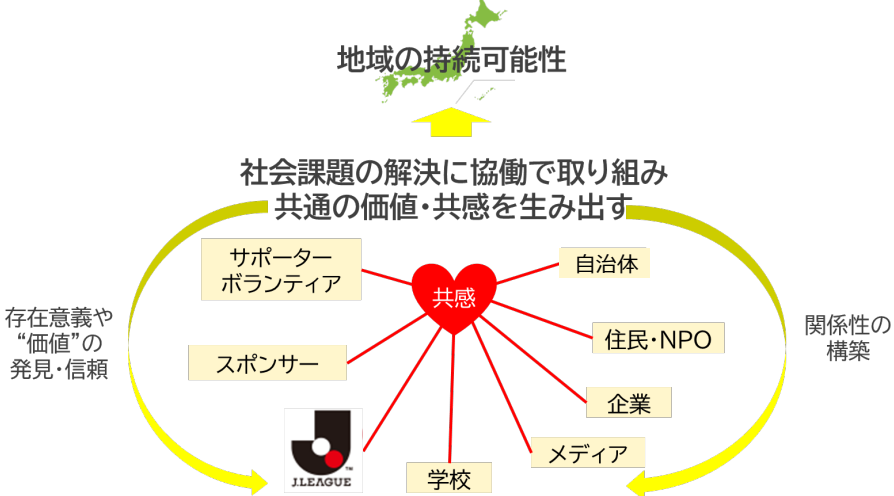 地域の持続可能性
社会課題の解決に協働で取り組み
共通の価値・共感を生み出す
サポーター
ボランティア
自治体
共感
存在意義や
“価値”の
発見・信頼
関係性の
構築
住民・NPO
スポンサー
企業
J.LEAGUE
TM
メディア
学校